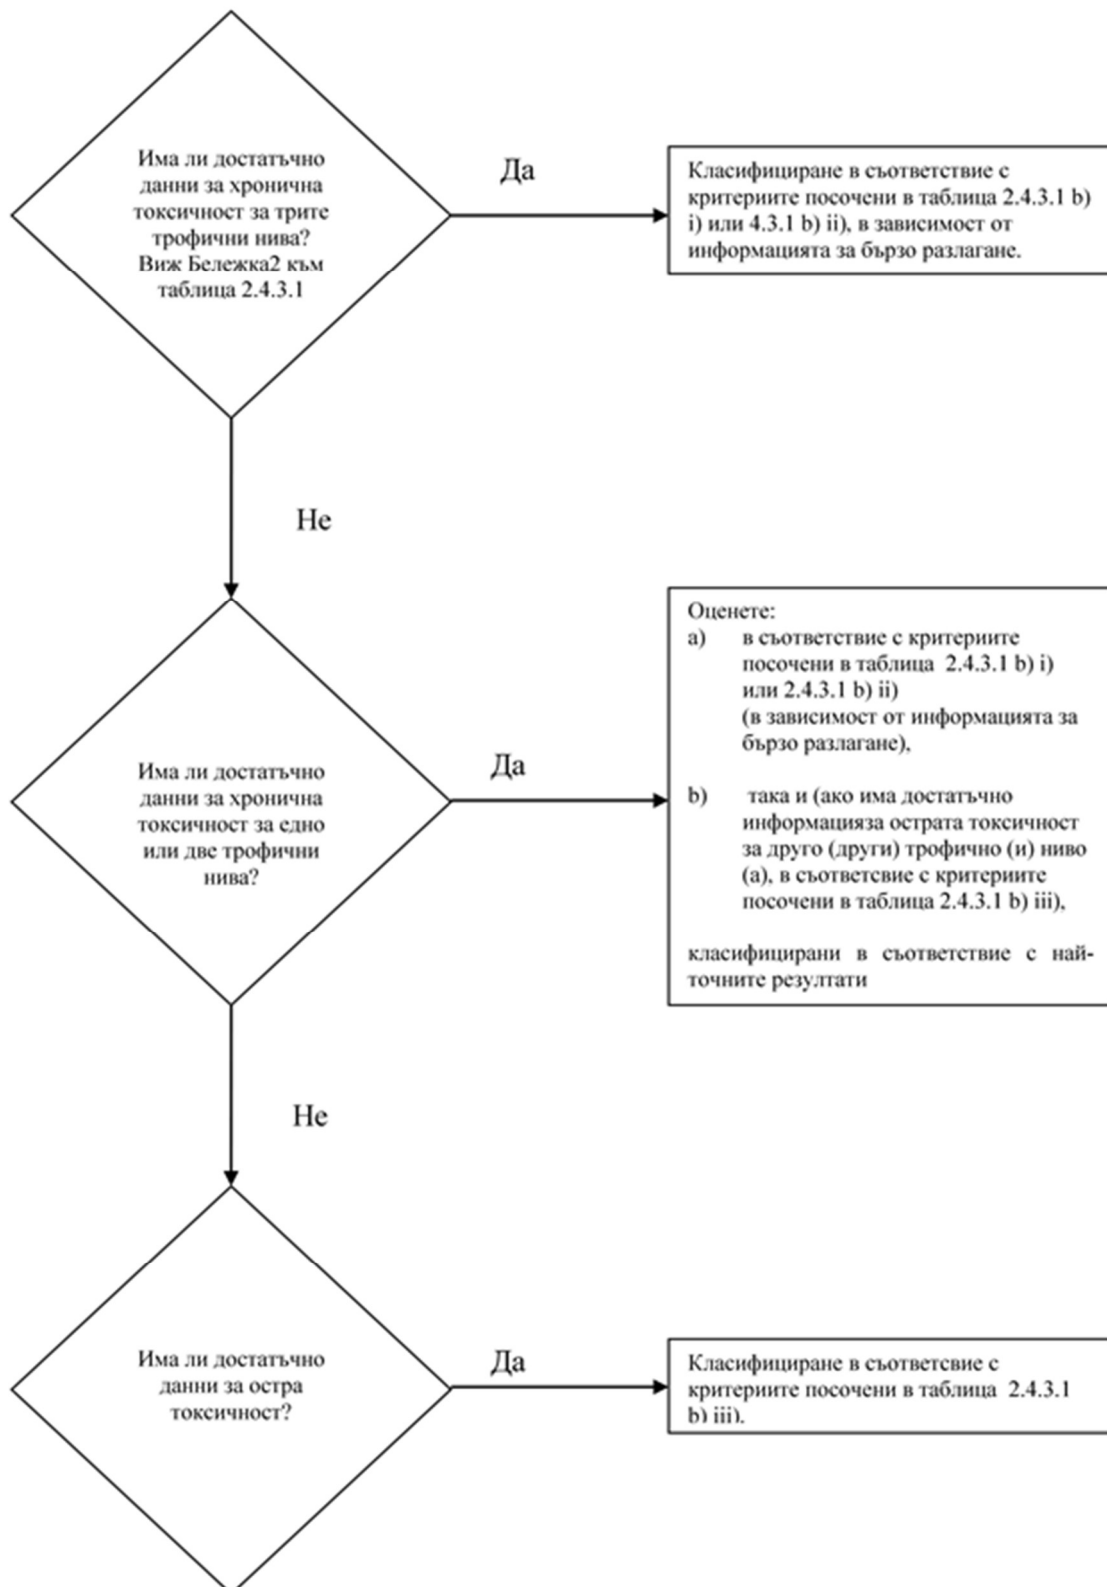 Има ли достатъчно
данни за хронична
токсичност за трите
трофични нива?
Виж Бележка2 към
таблица 2.4.3.1
Да
Класифициране в съответствие с
критериите посочени в таблица 2.4.3.1 b)
i) или 4.3.1 b) ii), в зависимост от
информацията за бързо разлагане.
Не
Има ли достатъчно
данни за хронична
токсичност за едно
или две трофични
нива?
Да
Оценете:
a) в съответствие с критериите
посочени в таблица 2.4.3.1 b) i)
или 2.4.3.1 b) ii)
(в зависимост от информацията за
бързо разлагане),
b) така и (ако има достатъчно
информацияза острата токсичност
за друго (други) трофично (и) ниво
(а), в съответсвие с критериите
посочени в таблица 2.4.3.1 b) iii),
класифицирани в съответствие с най-
точните резултати
Не
Има ли достатъчно
данни за остра
токсичност?
Да
Класифициране в съответсвие с
критериите посочени в таблица 2.4.3.1
b) iii).